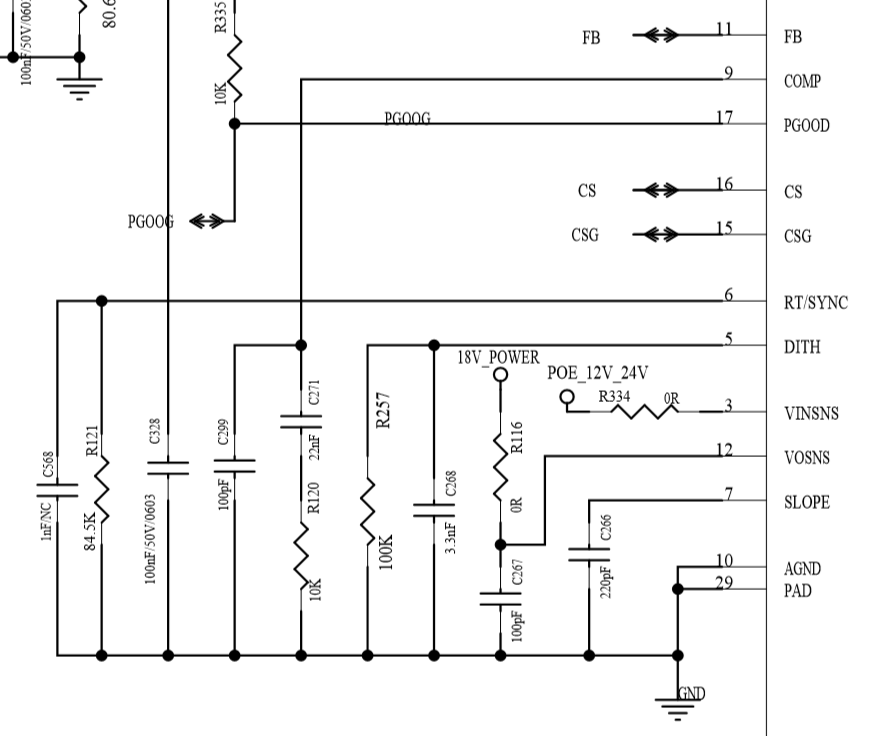 80.6
R335
100nF/50V/0603
10K
FB
11
FB
9
COMP
PGOOG
17
PGOOD
CS
16
CS
PGOOG
CSG
15
CSG
6
RT/SYNC
5
DITH
18V_POWER
POE_12V_24V
R334
0R
3
VINSNS
C271
R257
C328
C299
R121
R116
22nF
12
VOSNS
C568
C268
100pF
R120
0R
7
SLOPE
1nF/NC
84.5K
100nF/50V/0603
3.3nF
100K
C266
10K
C267
220pF
10
AGND
29
PAD
100pF
GND